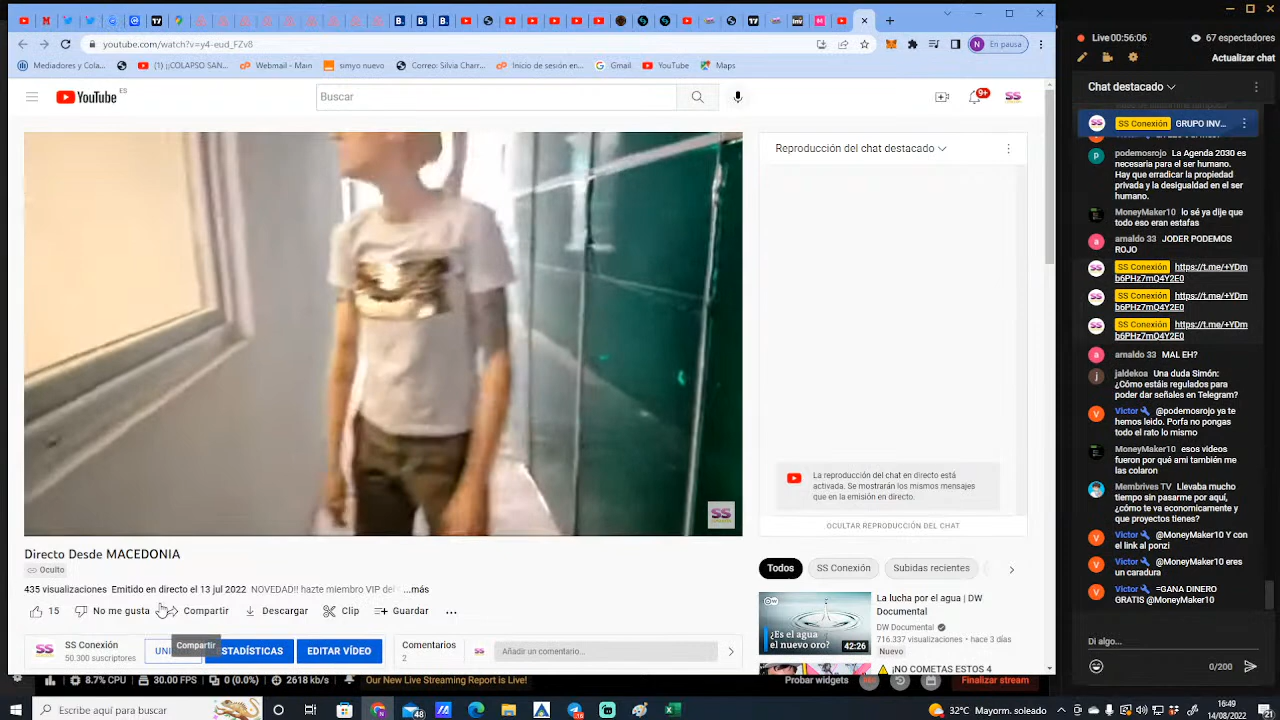 youtube.com/watch?v=y4-eud_FZv8
En pausa
Mediadores y Cola...
(1) ¡¡COLAPSO SAN...
Webmail - Main
simyo nuevo
Correo: Silvia Charr...
Inicio de sesión en...
Gmail
YouTube
Maps
YouTube ES
Buscar
9+
Reproducción del chat destacado
La reproducción del chat en directo está
activada. Se mostrarán los mismos mensajes
que en la emisión en directo.
OCULTAR REPRODUCCIÓN DEL CHAT
Directo Desde MACEDONIA
Oculto
435 visualizaciones Emitido en directo el 13 jul 2022 NOVEDAD!! hazte miembro VIP del
...más
15
No me gusta
Compartir
Descargar
Clip
Guardar
Compartir
SS Conexión
50.300 suscriptores
EDITAR VÍDEO
Comentarios
2
Añadir un comentario...
Todos
SS Conexión
Subidas recientes
¿Es el agua
el nuevo oro?
42:26
La lucha por el agua | DW
Documental
DW Documental
716.337 visualizaciones • hace 3 días
Nuevo
¡NO COMETAS ESTOS 4
8.7% CPU
30.00 FPS
0 (0.0%)
2618 kb/s
Our New Live Streaming Report is Live!
Probar widgets
Finalizar stream
Live 00:56:06
67 espectadores
Actualizar chat
Chat destacado
SS Conexión GRUPO INV...
podemosrojo La Agenda 2030 es
necesaria para el ser humano.
Hay que erradicar la propiedad
privada y la desigualdad en el ser
humano.
MoneyMaker10 lo sé ya dije que
todo eso eran estafas
arnaldo 33 JODER PODEMOS
ROJO
SS Conexión https://t.me/+YDm
b6PHz7mQ4Y2E0
SS Conexión https://t.me/+YDm
b6PHz7mQ4Y2E0
SS Conexión https://t.me/+YDm
b6PHz7mQ4Y2E0
arnaldo 33 MAL EH?
jaldekoa Una duda Simón:
¿Cómo estáis regulados para
poder dar señales en Telegram?
Victor @podemosrojo ya te
hemos leido. Porfa no pongas
todo el rato lo mismo
MoneyMaker10 esos vídeos
fueron por qué ami también me
las colaron
Membrives TV Llevaba mucho
tiempo sin pasarme por aquí,
¿cómo te va economicamente y
que proyectos tienes?
Victor @MoneyMaker10 Y con
el link al ponzi
Victor @MoneyMaker10 eres
un caradura
Victor =GANA DINERO
GRATIS @MoneyMaker10
Di algo...
0/200
Escribe aquí para buscar
32°C Mayorm. soleado
16:49
14/08/2022